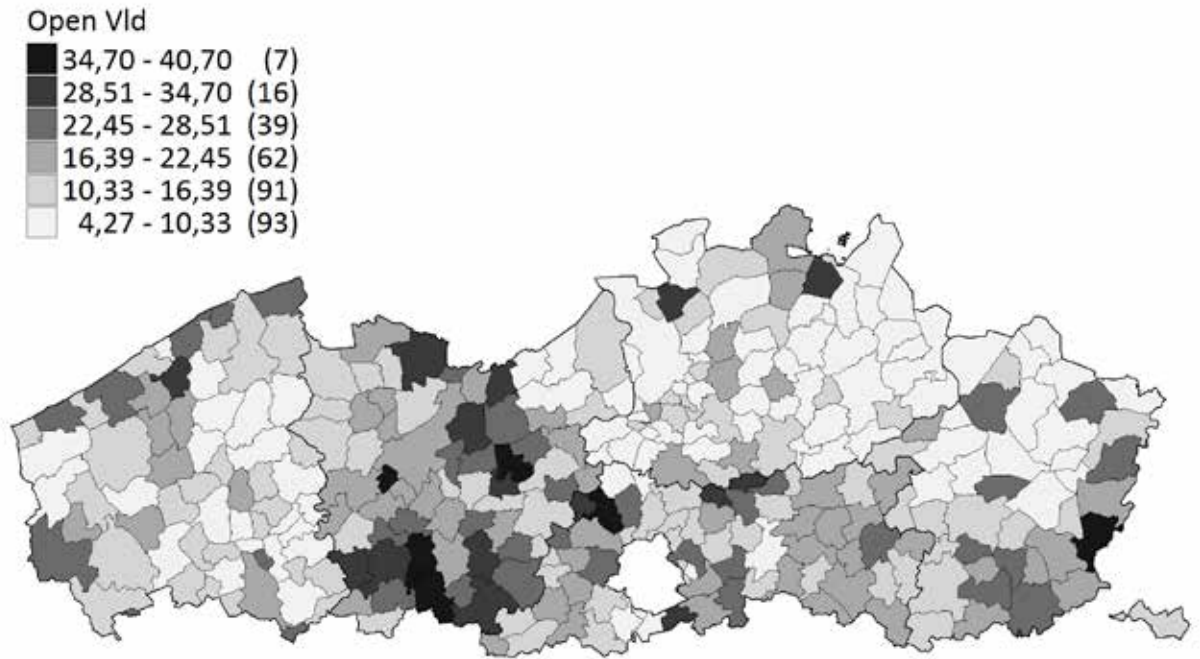 Open Vld
34,70 - 40,70 (7)
28,51 - 34,70 (16)
22,45 - 28,51 (39)
16,39 - 22,45 (62)
10,33 - 16,39 (91)
4,27 - 10,33 (93)